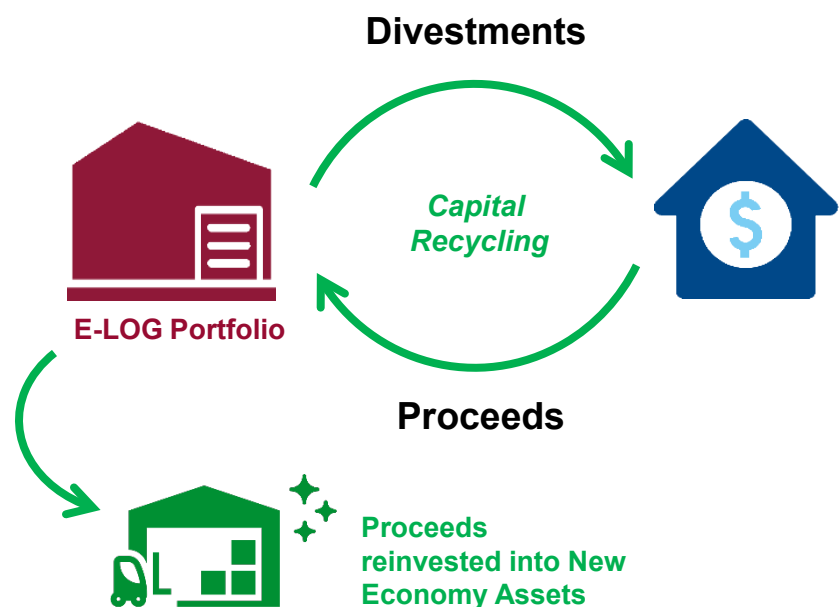 Divestments
Capital
Recycling
$
E-LOG Portfolio
Proceeds
Proceeds
reinvested into New
Economy Assets